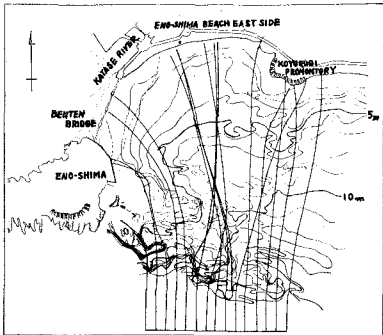 ENO-SHIMA BEACH EAST SIDE
KATASE RIVER
KOYURUGI
PROMONTORY
BENTEN
BRIDGE
5m
ENO-SHIMA
10m